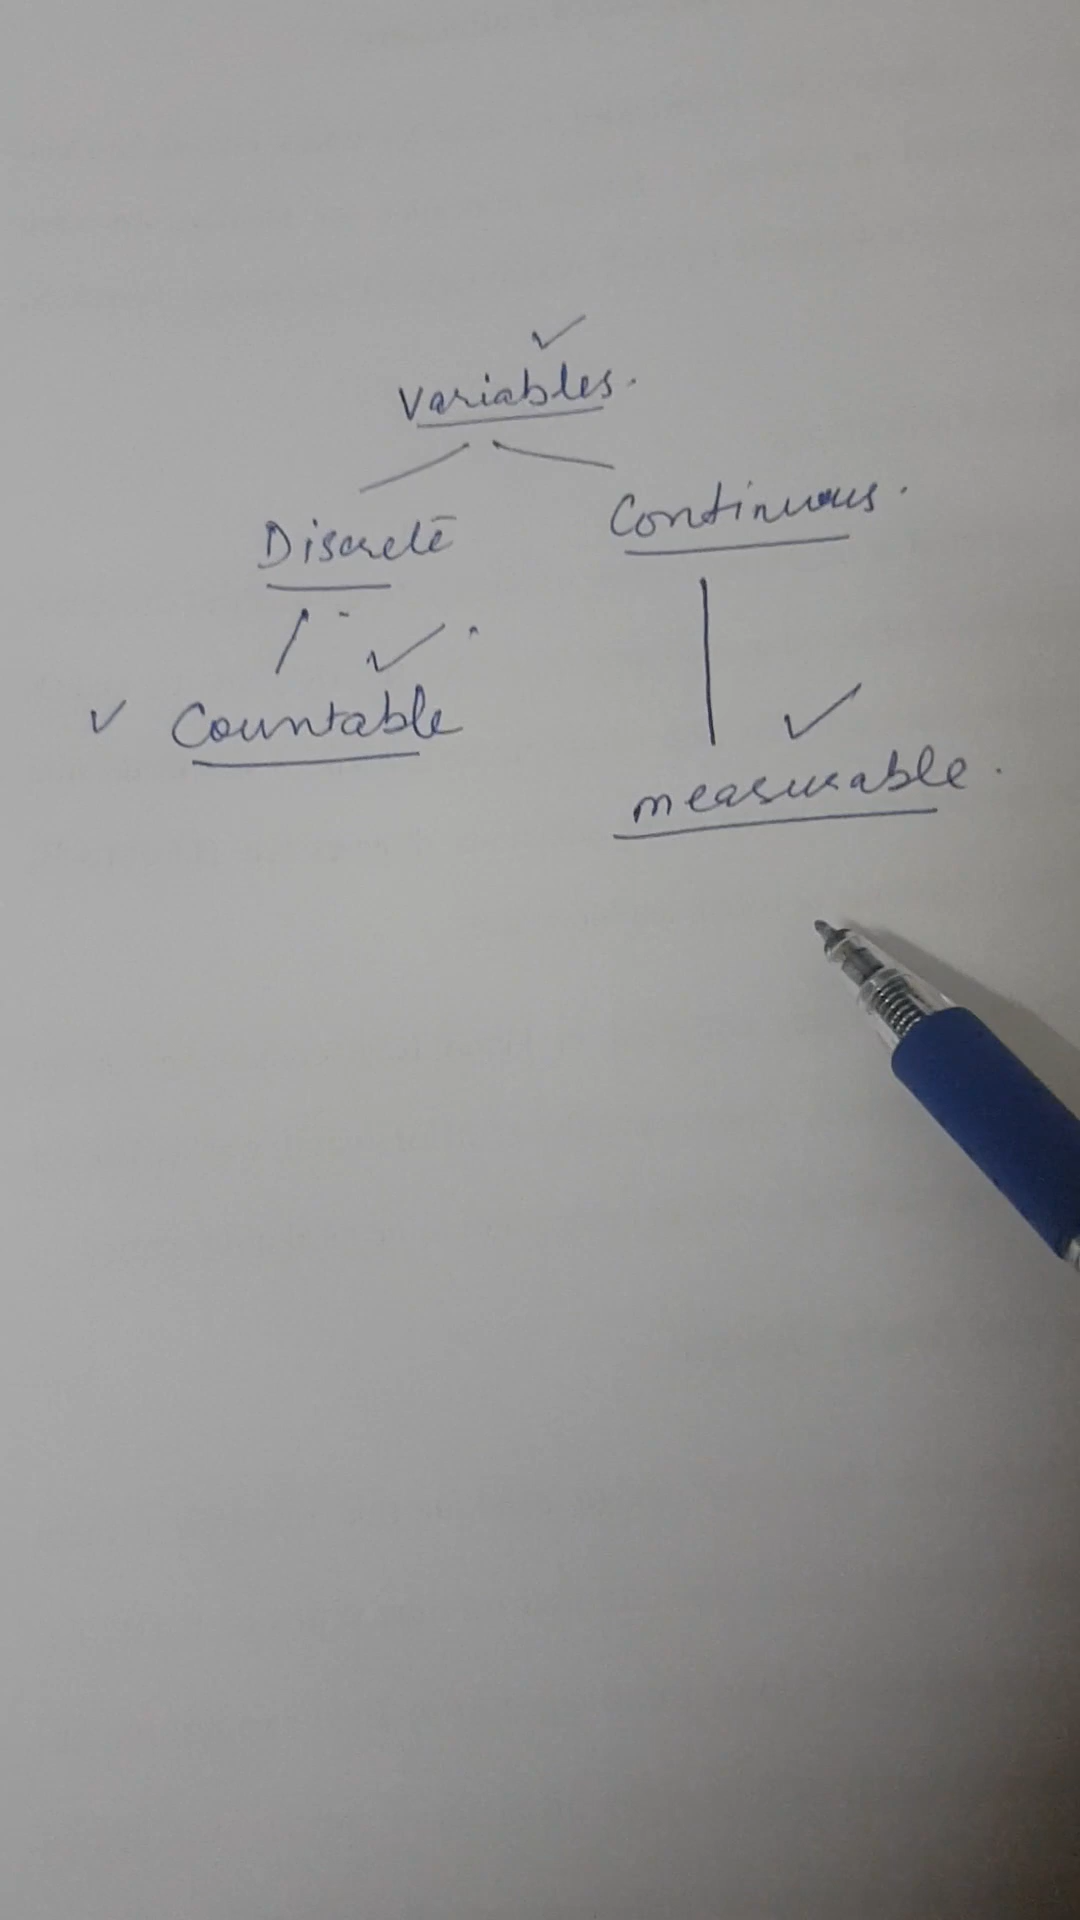 Variables.
Discrete
Continuous.
Countable
measurable.